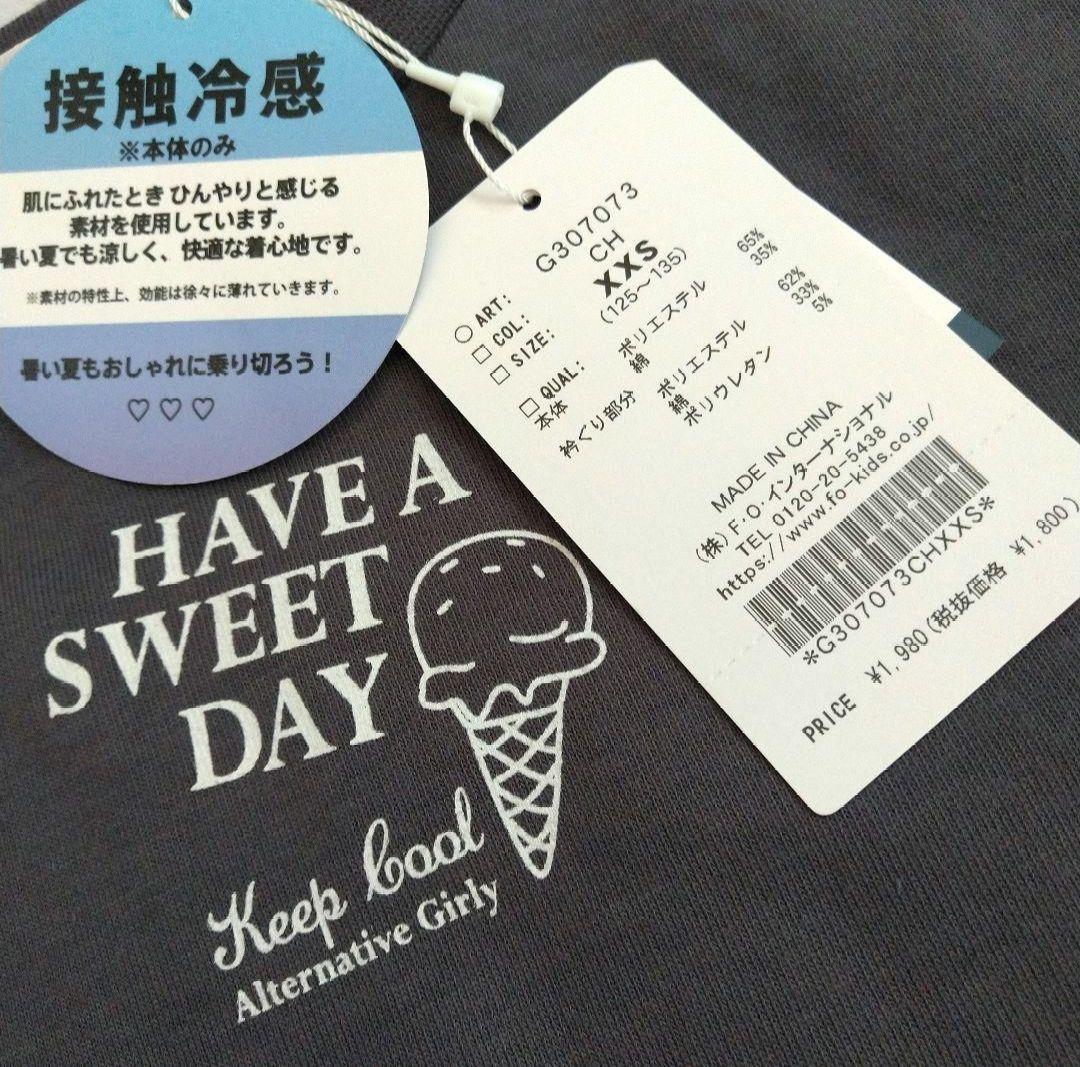 接触冷感
※本体のみ
肌にふれたとき ひんやりと感じる
素材を使用しています。
暑い夏でも涼しく、快適な着心地です。
※素材の特性上、効能は徐々に薄れていきます。
暑い夏もおしゃれに乗り切ろう！
♡ ♡ ♡
○ ART: G307073
□ COL: CH
□ SIZE: XXS
(125〜135)
□ QUAL:
本体 ポリエステル 65%
綿 35%
衿ぐり部分 ポリエステル 62%
綿 33%
ポリウレタン 5%
MADE IN CHINA
(株) F・O・インターナショナル
TEL 0120-20-5438
https://www.fo-kids.co.jp/
*G307073CHXXS*
PRICE ¥1,980(税抜価格 ¥1,800)
HAVE A
SWEET
DAY
Keep Cool
Alternative Girly